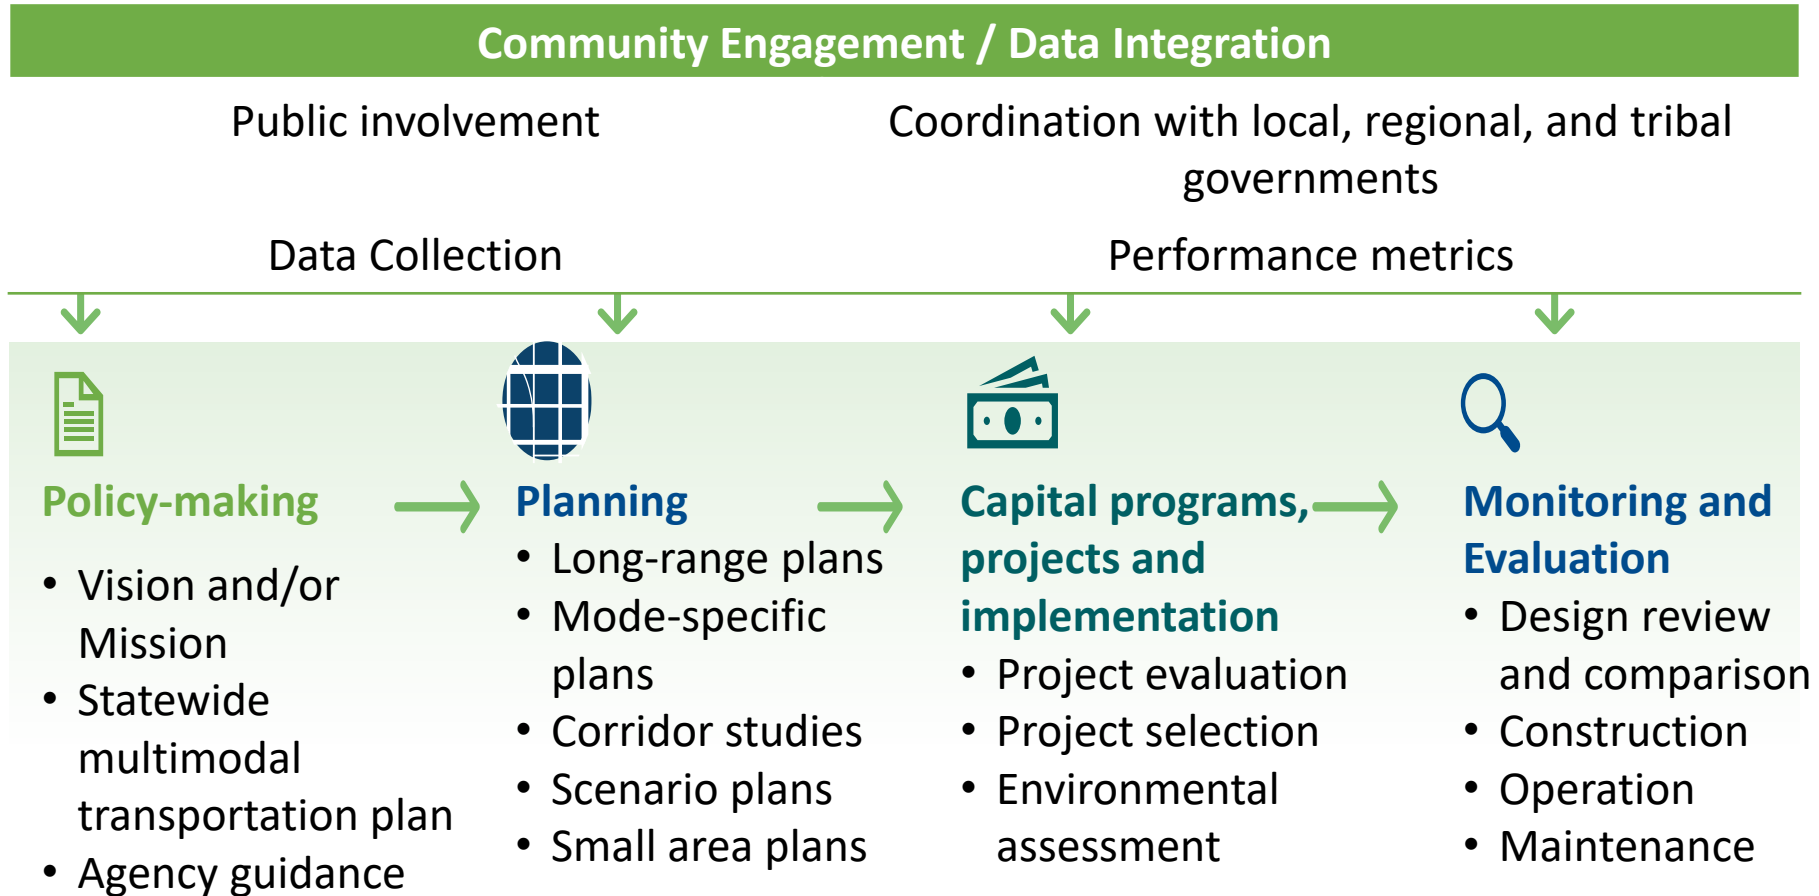 Community Engagement / Data Integration
Public involvement
Coordination with local, regional, and tribal
governments
Data Collection
Performance metrics
Policy-making
• Vision and/or
Mission
• Statewide
multimodal
transportation plan
• Agency guidance
Planning
• Long-range plans
• Mode-specific
plans
• Corridor studies
• Scenario plans
• Small area plans
Capital programs,
projects and
implementation
• Project evaluation
• Project selection
• Environmental
assessment
Monitoring and
Evaluation
• Design review
and comparison
• Construction
• Operation
• Maintenance